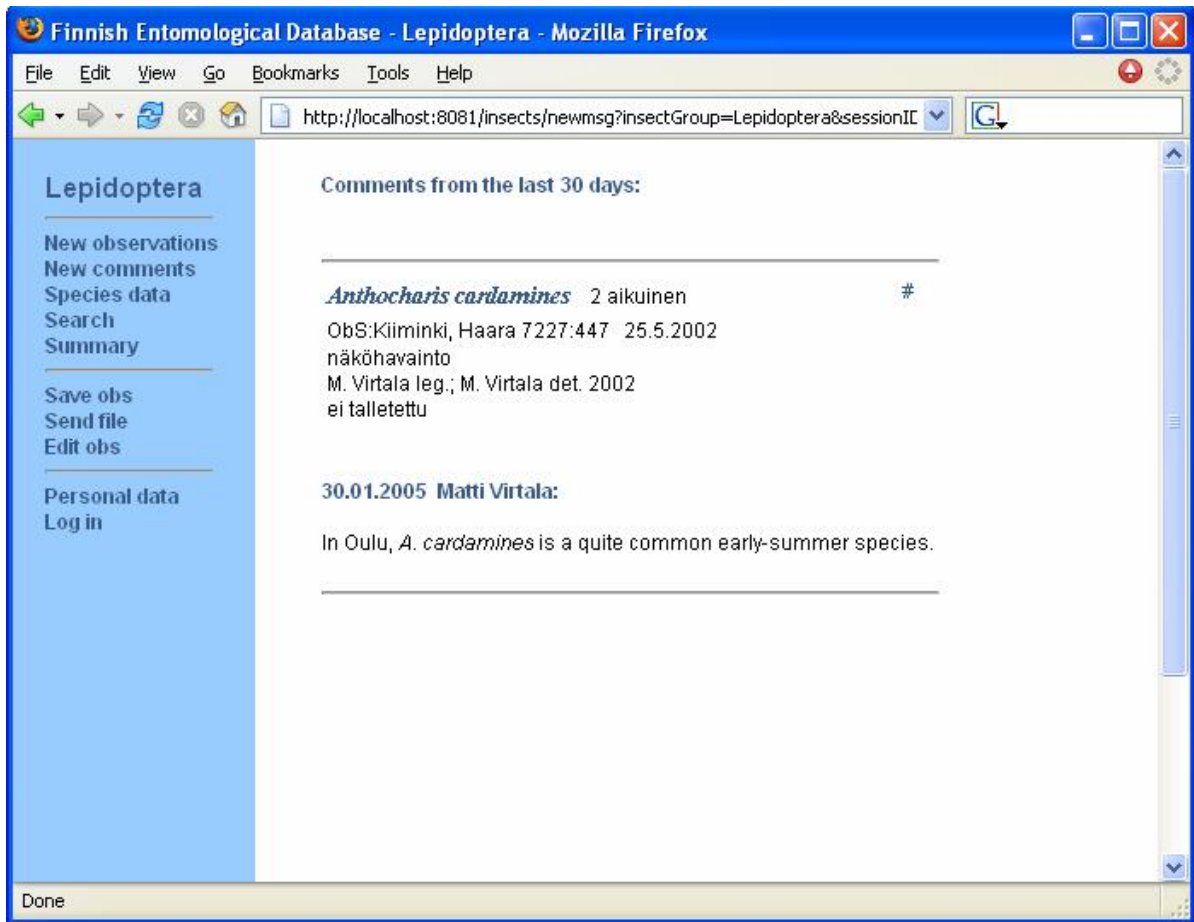 Finnish Entomological Database - Lepidoptera - Mozilla Firefox
File Edit View Go Bookmarks Tools Help
http://localhost:8081/insects/newmsg?insectGroup=Lepidoptera&sessionID
G
Lepidoptera
New observations
New comments
Species data
Search
Summary
Save obs
Send file
Edit obs
Personal data
Log in
Comments from the last 30 days:
Anthocharis cardamines 2 aikuinen #
ObS:Kiiminki, Haara 7227:447 25.5.2002
näköhavainto
M. Virtala leg.; M. Virtala det. 2002
ei talletettu
30.01.2005 Matti Virtala:
In Oulu, A. cardamines is a quite common early-summer species.
Done